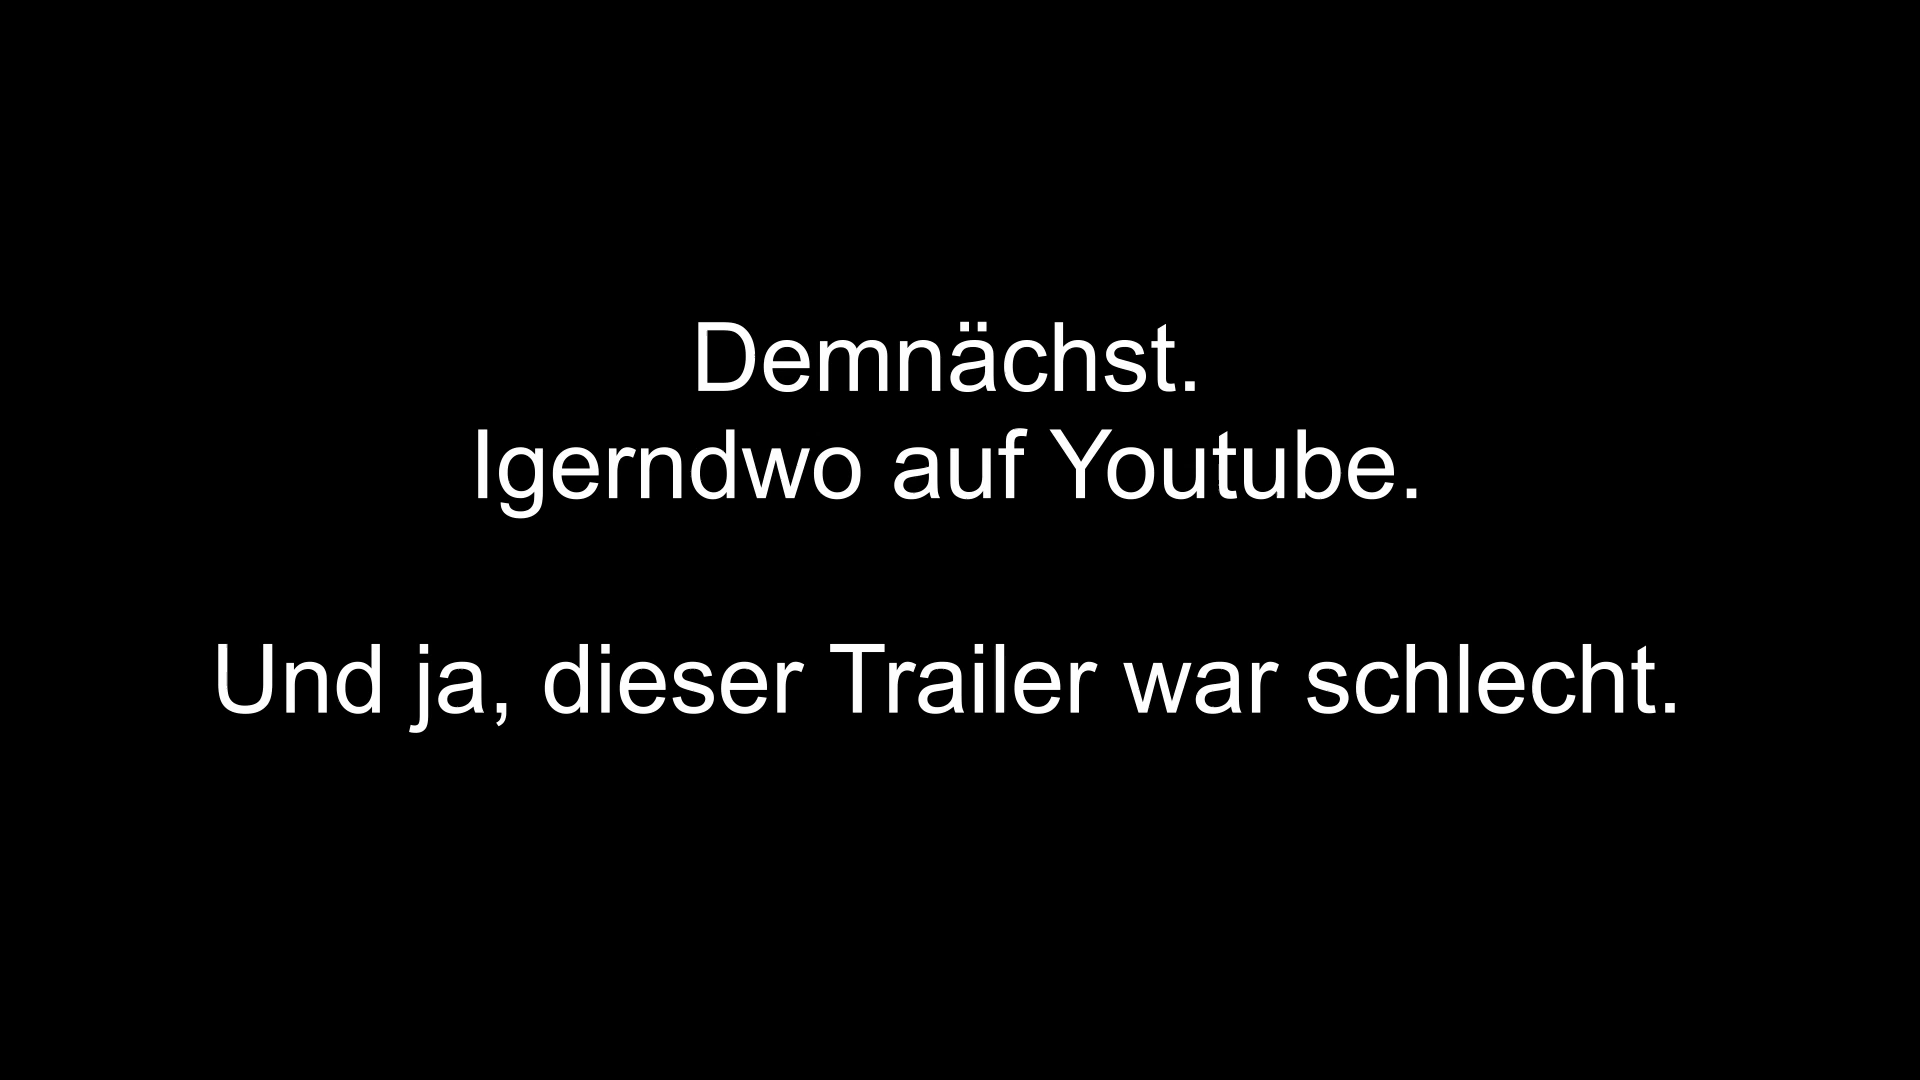 Demnächst.
Igerndwo auf Youtube.
Und ja, dieser Trailer war schlecht.